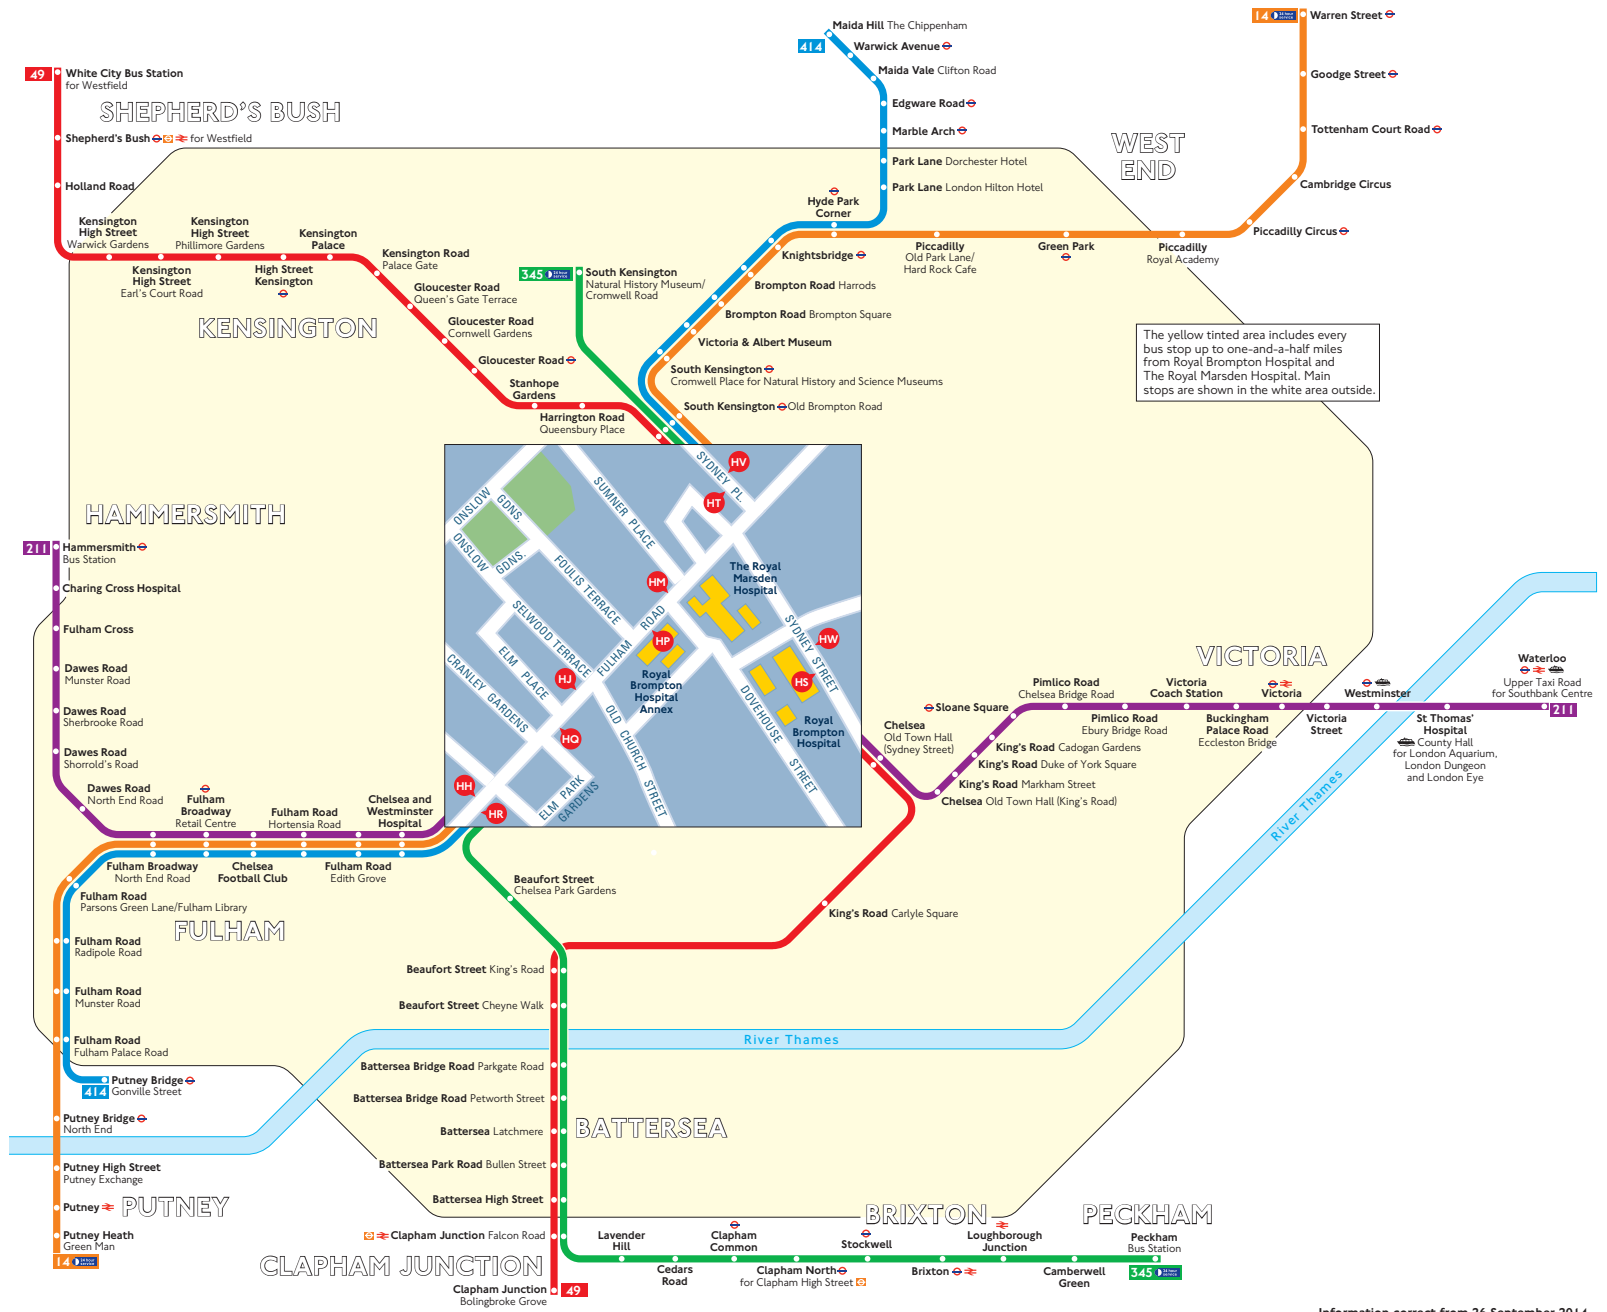 Maida Hill The Chippenham
414
Warwick Avenue
Maida Vale Clifton Road
Edgware Road
Marble Arch
Park Lane Dorchester Hotel
Park Lane London Hilton Hotel
Hyde Park
Corner
14 24 hour service
Warren Street
Goodge Street
Tottenham Court Road
Cambridge Circus
Piccadilly Circus
WEST
END
Piccadilly
Royal Academy
Green Park
Piccadilly
Old Park Lane/
Hard Rock Cafe
Knightsbridge
Brompton Road Harrods
Brompton Road Brompton Square
Victoria & Albert Museum
South Kensington
Cromwell Place for Natural History and Science Museums
South Kensington Old Brompton Road
49
White City Bus Station
for Westfield
SHEPHERD'S BUSH
Shepherd's Bush for Westfield
Holland Road
Kensington
High Street
Warwick Gardens
Kensington
High Street
Earl's Court Road
Kensington
High Street
Phillimore Gardens
High Street
Kensington
Kensington
Palace
Kensington Road
Palace Gate
Gloucester Road
Queen's Gate Terrace
Gloucester Road
Cornwell Gardens
Gloucester Road
Stanhope
Gardens
Harrington Road
Queensbury Place
KENSINGTON
345 24 hour service
South Kensington
Natural History Museum/
Cromwell Road
The yellow tinted area includes every
bus stop up to one-and-a-half miles
from Royal Brompton Hospital and
The Royal Marsden Hospital. Main
stops are shown in the white area outside.
SYDNEY PL.
HV
HT
SUMNER PLACE
ONSLOW
GDNS.
ONSLOW
GDNS.
FOULIS TERRACE
HM
The Royal
Marsden
Hospital
SELWOOD TERRACE
FULHAM ROAD
HP
SYDNEY STREET
HW
HS
ELM PLACE
CRANLEY GARDENS
HJ
Royal
Brompton
Hospital
Annex
DOVEHOUSE STREET
Royal
Brompton
Hospital
OLD CHURCH STREET
HQ
HH
HR
ELM PARK
GARDENS
HAMMERSMITH
211
Hammersmith
Bus Station
Charing Cross Hospital
Fulham Cross
Dawes Road
Munster Road
Dawes Road
Sherbrooke Road
Dawes Road
Shorrold's Road
Dawes Road
North End Road
Fulham
Broadway
Retail Centre
Fulham Road
Hortensia Road
Chelsea and
Westminster
Hospital
Fulham Broadway
North End Road
Chelsea
Football Club
Fulham Road
Edith Grove
Fulham Road
Parsons Green Lane/Fulham Library
FULHAM
Fulham Road
Radipole Road
Fulham Road
Munster Road
Fulham Road
Fulham Palace Road
Putney Bridge
414
Gonville Street
Putney Bridge
North End
Putney High Street
Putney Exchange
Putney
PUTNEY
Putney Heath
Green Man
14 24 hour service
Chelsea
Old Town Hall
(Sydney Street)
Chelsea Old Town Hall (King's Road)
King's Road Markham Street
King's Road Duke of York Square
King's Road Cadogan Gardens
Sloane Square
Pimlico Road
Chelsea Bridge Road
Pimlico Road
Ebury Bridge Road
Victoria
Coach Station
Buckingham
Palace Road
Eccleston Bridge
VICTORIA
Victoria
Victoria
Street
Westminster
St Thomas'
Hospital
County Hall
for London Aquarium,
London Dungeon
and London Eye
Waterloo
Upper Taxi Road
for Southbank Centre
211
River Thames
River Thames
King's Road Carlyle Square
Beaufort Street
Chelsea Park Gardens
Beaufort Street King's Road
Beaufort Street Cheyne Walk
Battersea Bridge Road Parkgate Road
Battersea Bridge Road Petworth Street
Battersea Latchmere
BATTERSEA
Battersea Park Road Bullen Street
Battersea High Street
Clapham Junction Falcon Road
CLAPHAM JUNCTION
Clapham Junction
Bolingbroke Grove
49
Lavender
Hill
Cedars
Road
Clapham
Common
Clapham North
for Clapham High Street
Stockwell
BRIXTON
Brixton
Loughborough
Junction
Camberwell
Green
PECKHAM
Peckham
Bus Station
345 24 hour service
Information correct from 26 September 2014